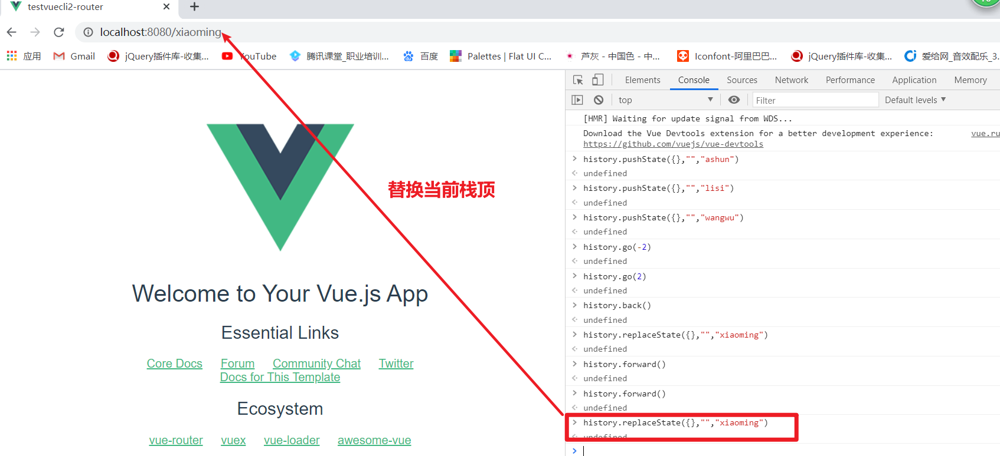 testvuecli2-router
localhost:8080/xiaoming
应用 Gmail jQuery插件库-收集... YouTube 腾讯课堂_职业培训... 百度 Palettes | Flat UI C... 芦灰 - 中国色 - 中... Iconfont-阿里巴巴... jQuery插件库-收集... 爱给网_音效配乐_3.
Elements Console Sources Network Performance Application Memory
top Filter Default levels
[HMR] Waiting for update signal from WDS...
Download the Vue Devtools extension for a better development experience: vue.ru
https://github.com/vuejs/vue-devtools
history.pushState({},"","ashun")
undefined
history.pushState({},"","lisi")
undefined
history.pushState({},"","wangwu")
undefined
history.go(-2)
undefined
history.go(2)
undefined
history.back()
undefined
history.replaceState({},"","xiaoming")
undefined
history.forward()
undefined
history.forward()
undefined
history.replaceState({},"","xiaoming")
undefined
替换当前栈顶
Welcome to Your Vue.js App
Essential Links
Core Docs Forum Community Chat Twitter
Docs for This Template
Ecosystem
vue-router vuex vue-loader awesome-vue